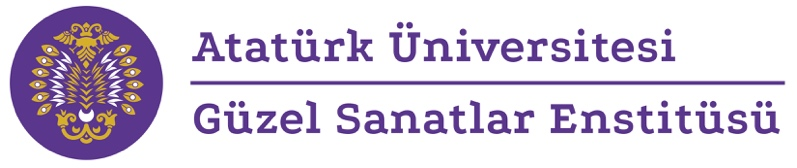 Atatürk Üniversitesi
Güzel Sanatlar Enstitüsü